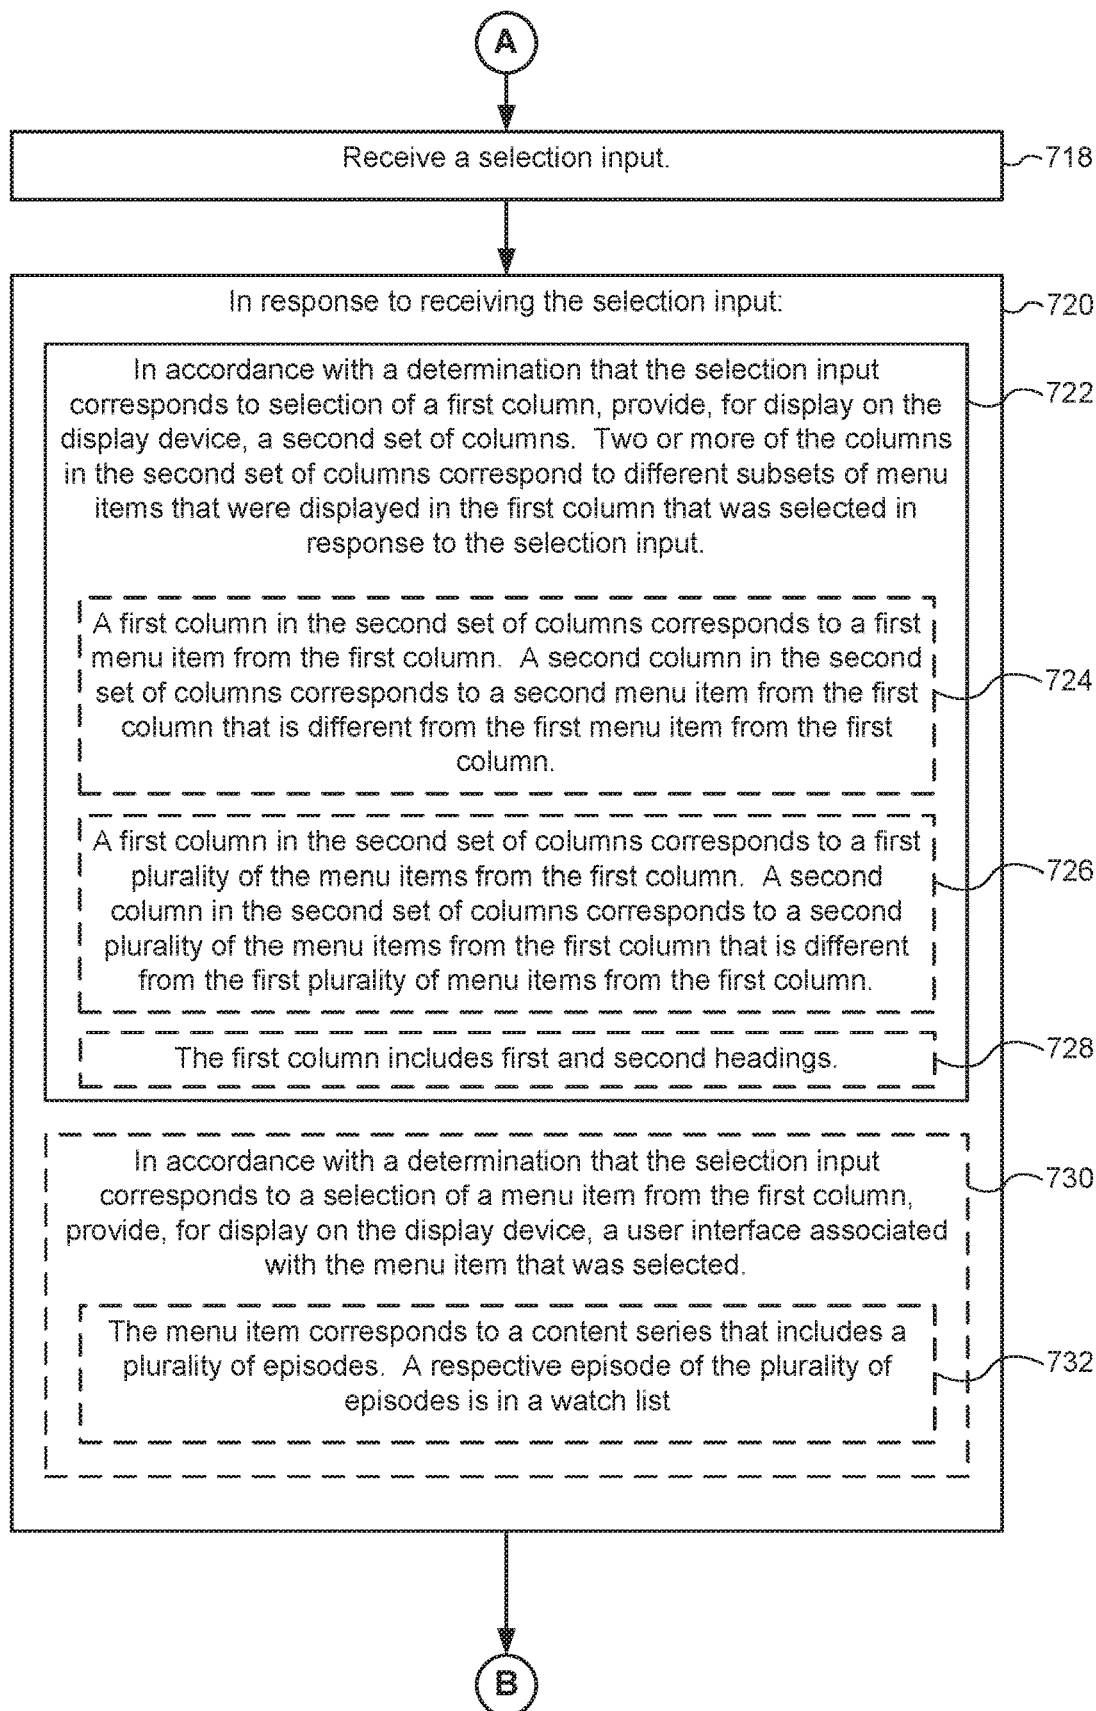 A
Receive a selection input.
718
In response to receiving the selection input:
720
In accordance with a determination that the selection input
corresponds to selection of a first column, provide, for display on the
display device, a second set of columns. Two or more of the columns
in the second set of columns correspond to different subsets of menu
items that were displayed in the first column that was selected in
response to the selection input.
722
A first column in the second set of columns corresponds to a first
menu item from the first column. A second column in the second
set of columns corresponds to a second menu item from the first
column that is different from the first menu item from the first
column.
724
A first column in the second set of columns corresponds to a first
plurality of the menu items from the first column. A second
column in the second set of columns corresponds to a second
plurality of the menu items from the first column that is different
from the first plurality of menu items from the first column.
726
The first column includes first and second headings.
728
In accordance with a determination that the selection input
corresponds to a selection of a menu item from the first column,
provide, for display on the display device, a user interface associated
with the menu item that was selected.
730
The menu item corresponds to a content series that includes a
plurality of episodes. A respective episode of the plurality of
episodes is in a watch list
732
B